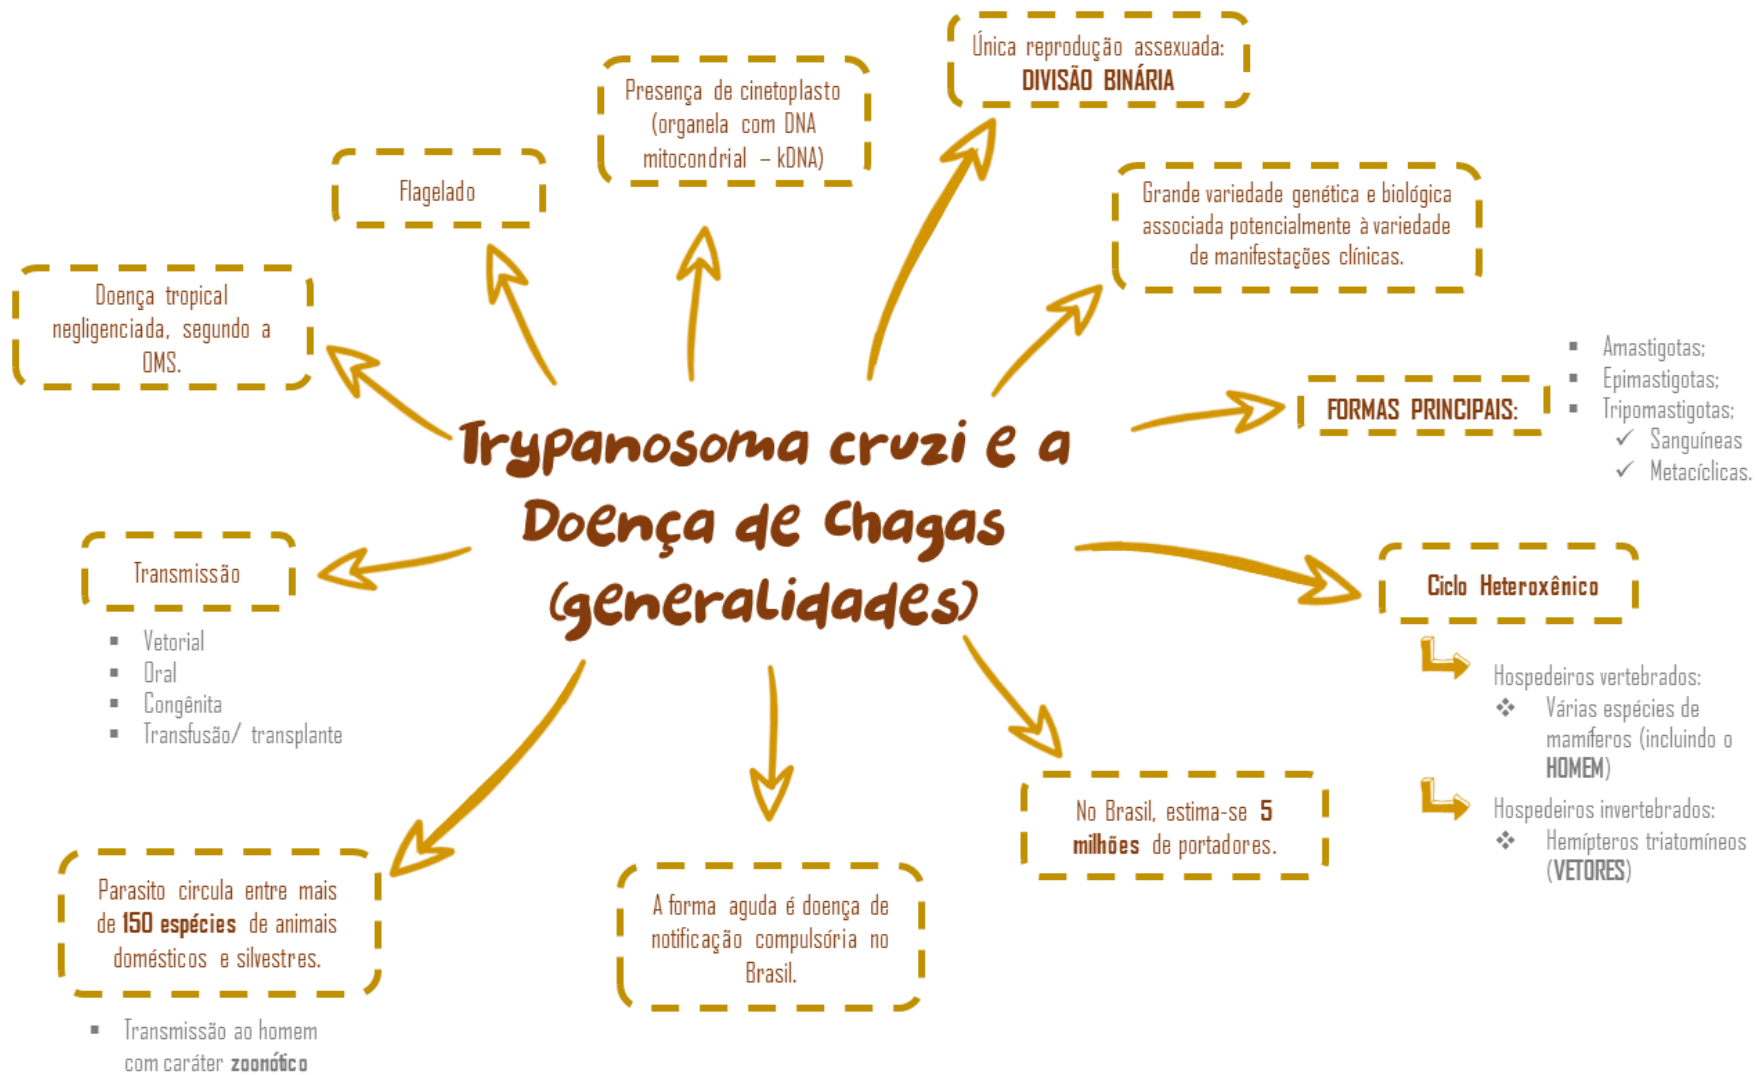 Única reprodução assexuada:
DIVISÃO BINÁRIA
Presença de cinetoplasto
(organela com DNA
mitocondrial – kDNA)
Flagelado
Grande variedade genética e biológica
associada potencialmente à variedade
de manifestações clínicas.
Doença tropical
negligenciada, segundo a
OMS.
FORMAS PRINCIPAIS:
▪ Amastigotas;
▪ Epimastigotas;
▪ Tripomastigotas;
✓ Sanguíneas
✓ Metacíclicas.
Trypanosoma cruzi e a
Doença de Chagas
(generalidades)
Transmissão
▪ Vetorial
▪ Oral
▪ Congênita
▪ Transfusão/ transplante
Ciclo Heteroxênico
Hospedeiros vertebrados:
❖ Várias espécies de
mamíferos (incluindo o
HOMEM)
Hospedeiros invertebrados:
❖ Hemípteros triatomíneos
(VETORES)
No Brasil, estima-se 5
milhões de portadores.
A forma aguda é doença de
notificação compulsória no
Brasil.
Parasito circula entre mais
de 150 espécies de animais
domésticos e silvestres.
▪ Transmissão ao homem
com caráter zoonótico